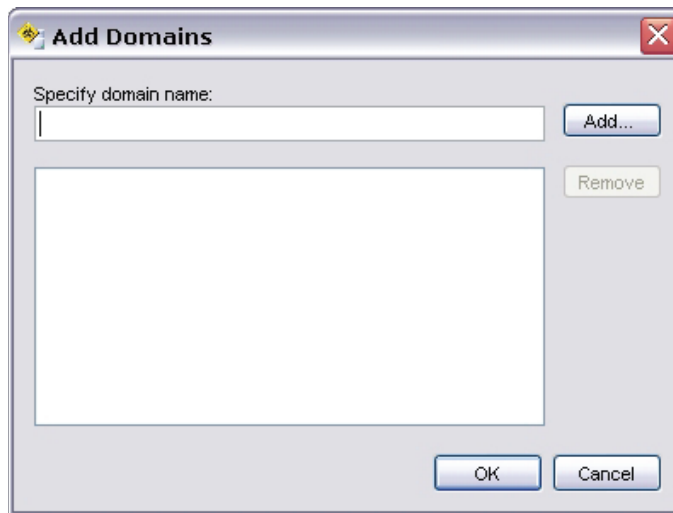 Add Domains
Specify domain name:
Add...
Remove
OK
Cancel